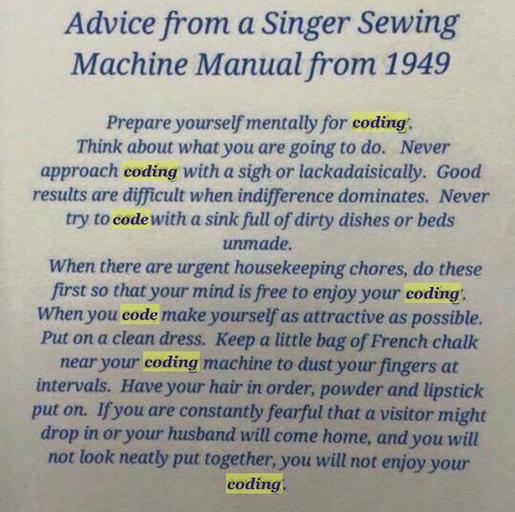 Advice from a Singer Sewing
Machine Manual from 1949
Prepare yourself mentally for coding.
Think about what you are going to do. Never
approach coding with a sigh or lackadaisically. Good
results are difficult when indifference dominates. Never
try to code with a sink full of dirty dishes or beds
unmade.
When there are urgent housekeeping chores, do these
first so that your mind is free to enjoy your coding.
When you code make yourself as attractive as possible.
Put on a clean dress. Keep a little bag of French chalk
near your coding machine to dust your fingers at
intervals. Have your hair in order, powder and lipstick
put on. If you are constantly fearful that a visitor might
drop in or your husband will come home, and you will
not look neatly put together, you will not enjoy your
coding.